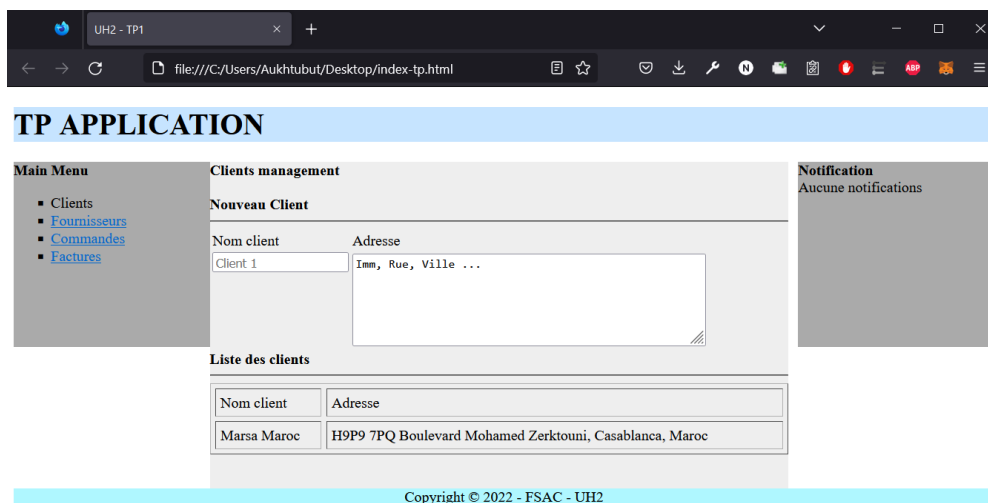 UH2 - TP1
file:///C:/Users/Aukhtubut/Desktop/index-tp.html
N
ABP
TP APPLICATION
Main Menu
Clients
Fournisseurs
Commandes
Factures
Clients management
Nouveau Client
Nom client Adresse
Client 1 Imm, Rue, Ville ...
Liste des clients
Nom client Adresse
Marsa Maroc H9P9 7PQ Boulevard Mohamed Zerktouni, Casablanca, Maroc
Notification
Aucune notifications
Copyright © 2022 - FSAC - UH2